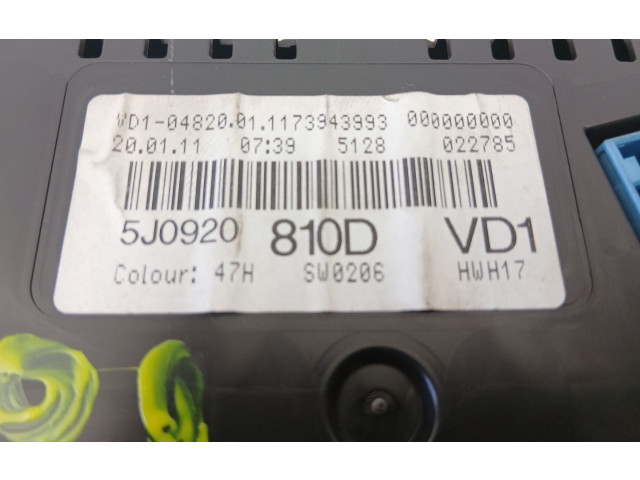 VD1-04820.01.1173943993 000000000
20.01.11 07:39 5128 022785
5J0920 810D VD1
Colour: 47H SW0206 HWH17